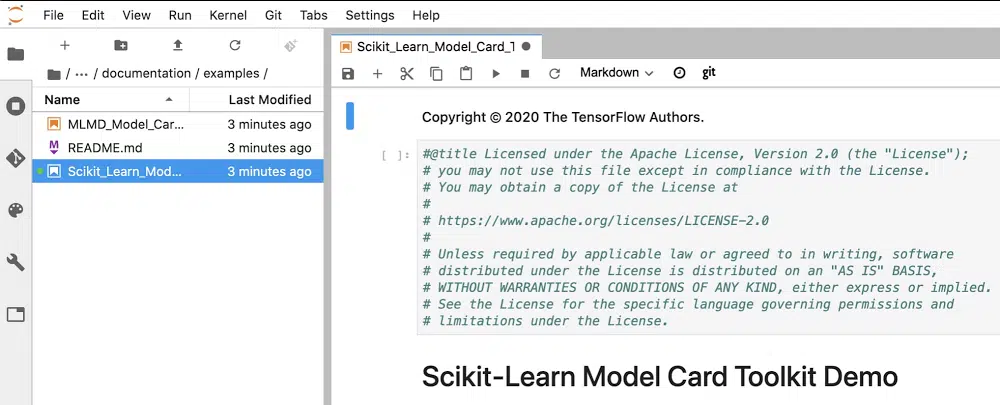 File Edit View Run Kernel Git Tabs Settings Help
/ ··· / documentation / examples /
Name Last Modified
MLMD_Model_Car... 3 minutes ago
README.md 3 minutes ago
Scikit_Learn_Mod... 3 minutes ago
Scikit_Learn_Model_Card_T
Markdown git
Copyright © 2020 The TensorFlow Authors.
[ ]: #@title Licensed under the Apache License, Version 2.0 (the "License");
# you may not use this file except in compliance with the License.
# You may obtain a copy of the License at
#
# https://www.apache.org/licenses/LICENSE-2.0
#
# Unless required by applicable law or agreed to in writing, software
# distributed under the License is distributed on an "AS IS" BASIS,
# WITHOUT WARRANTIES OR CONDITIONS OF ANY KIND, either express or implied.
# See the License for the specific language governing permissions and
# limitations under the License.
Scikit-Learn Model Card Toolkit Demo